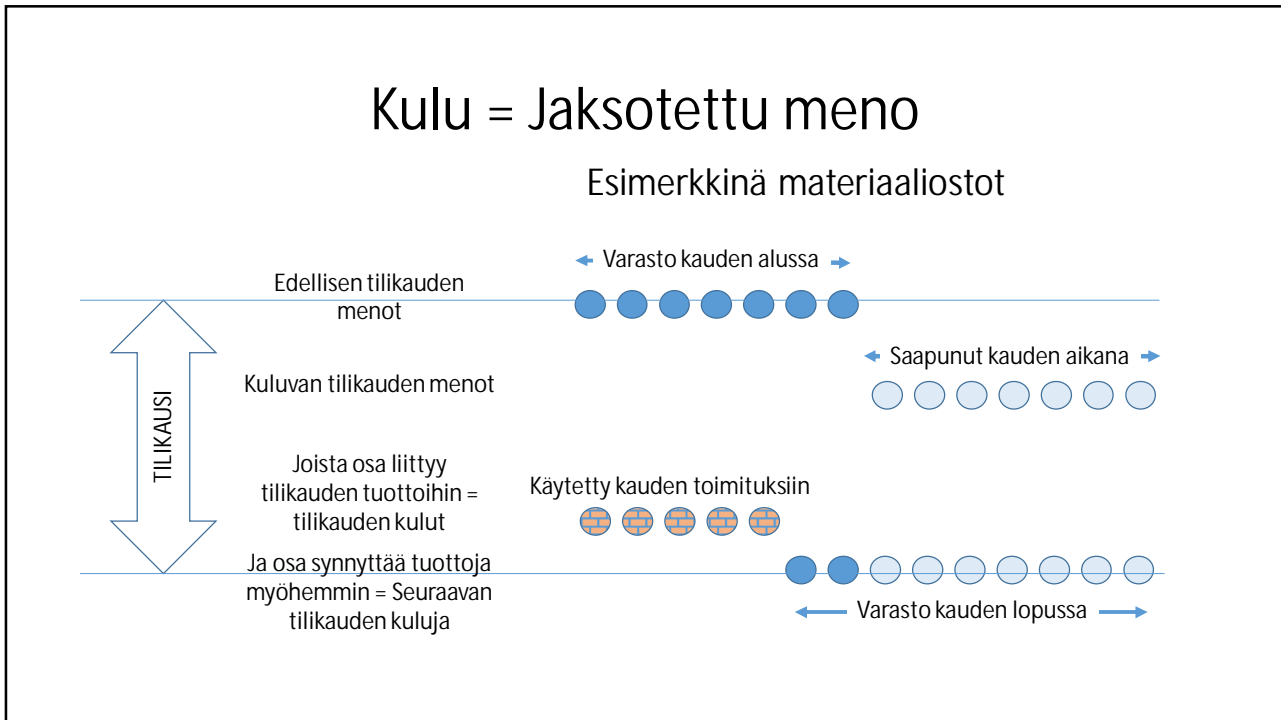 Kulu = Jaksotettu meno
Esimerkkinä materiaaliostot
Varasto kauden alussa
Edellisen tilikauden
menot
Saapunut kauden aikana
Kuluvan tilikauden menot
TILIKAUSI
Joista osa liittyy
tilikauden tuottoihin =
tilikauden kulut
Käytetty kauden toimituksiin
Ja osa synnyttää tuottoja
myöhemmin = Seuraavan
tilikauden kuluja
Varasto kauden lopussa